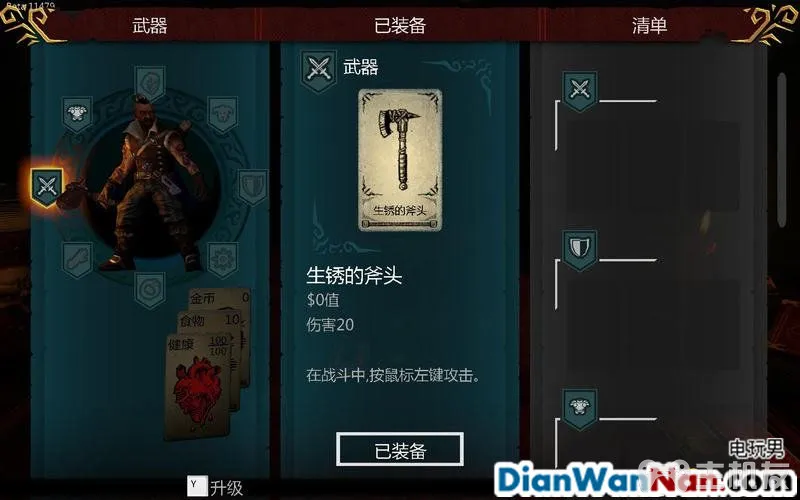 Beta 11479
武器
已装备
清单
武器
生锈的斧头
生锈的斧头
$0值
伤害20
在战斗中,按鼠标左键攻击。
金币 0
食物 10
健康 100
100
已装备
Y 升级
电玩男
DianWanNan.com